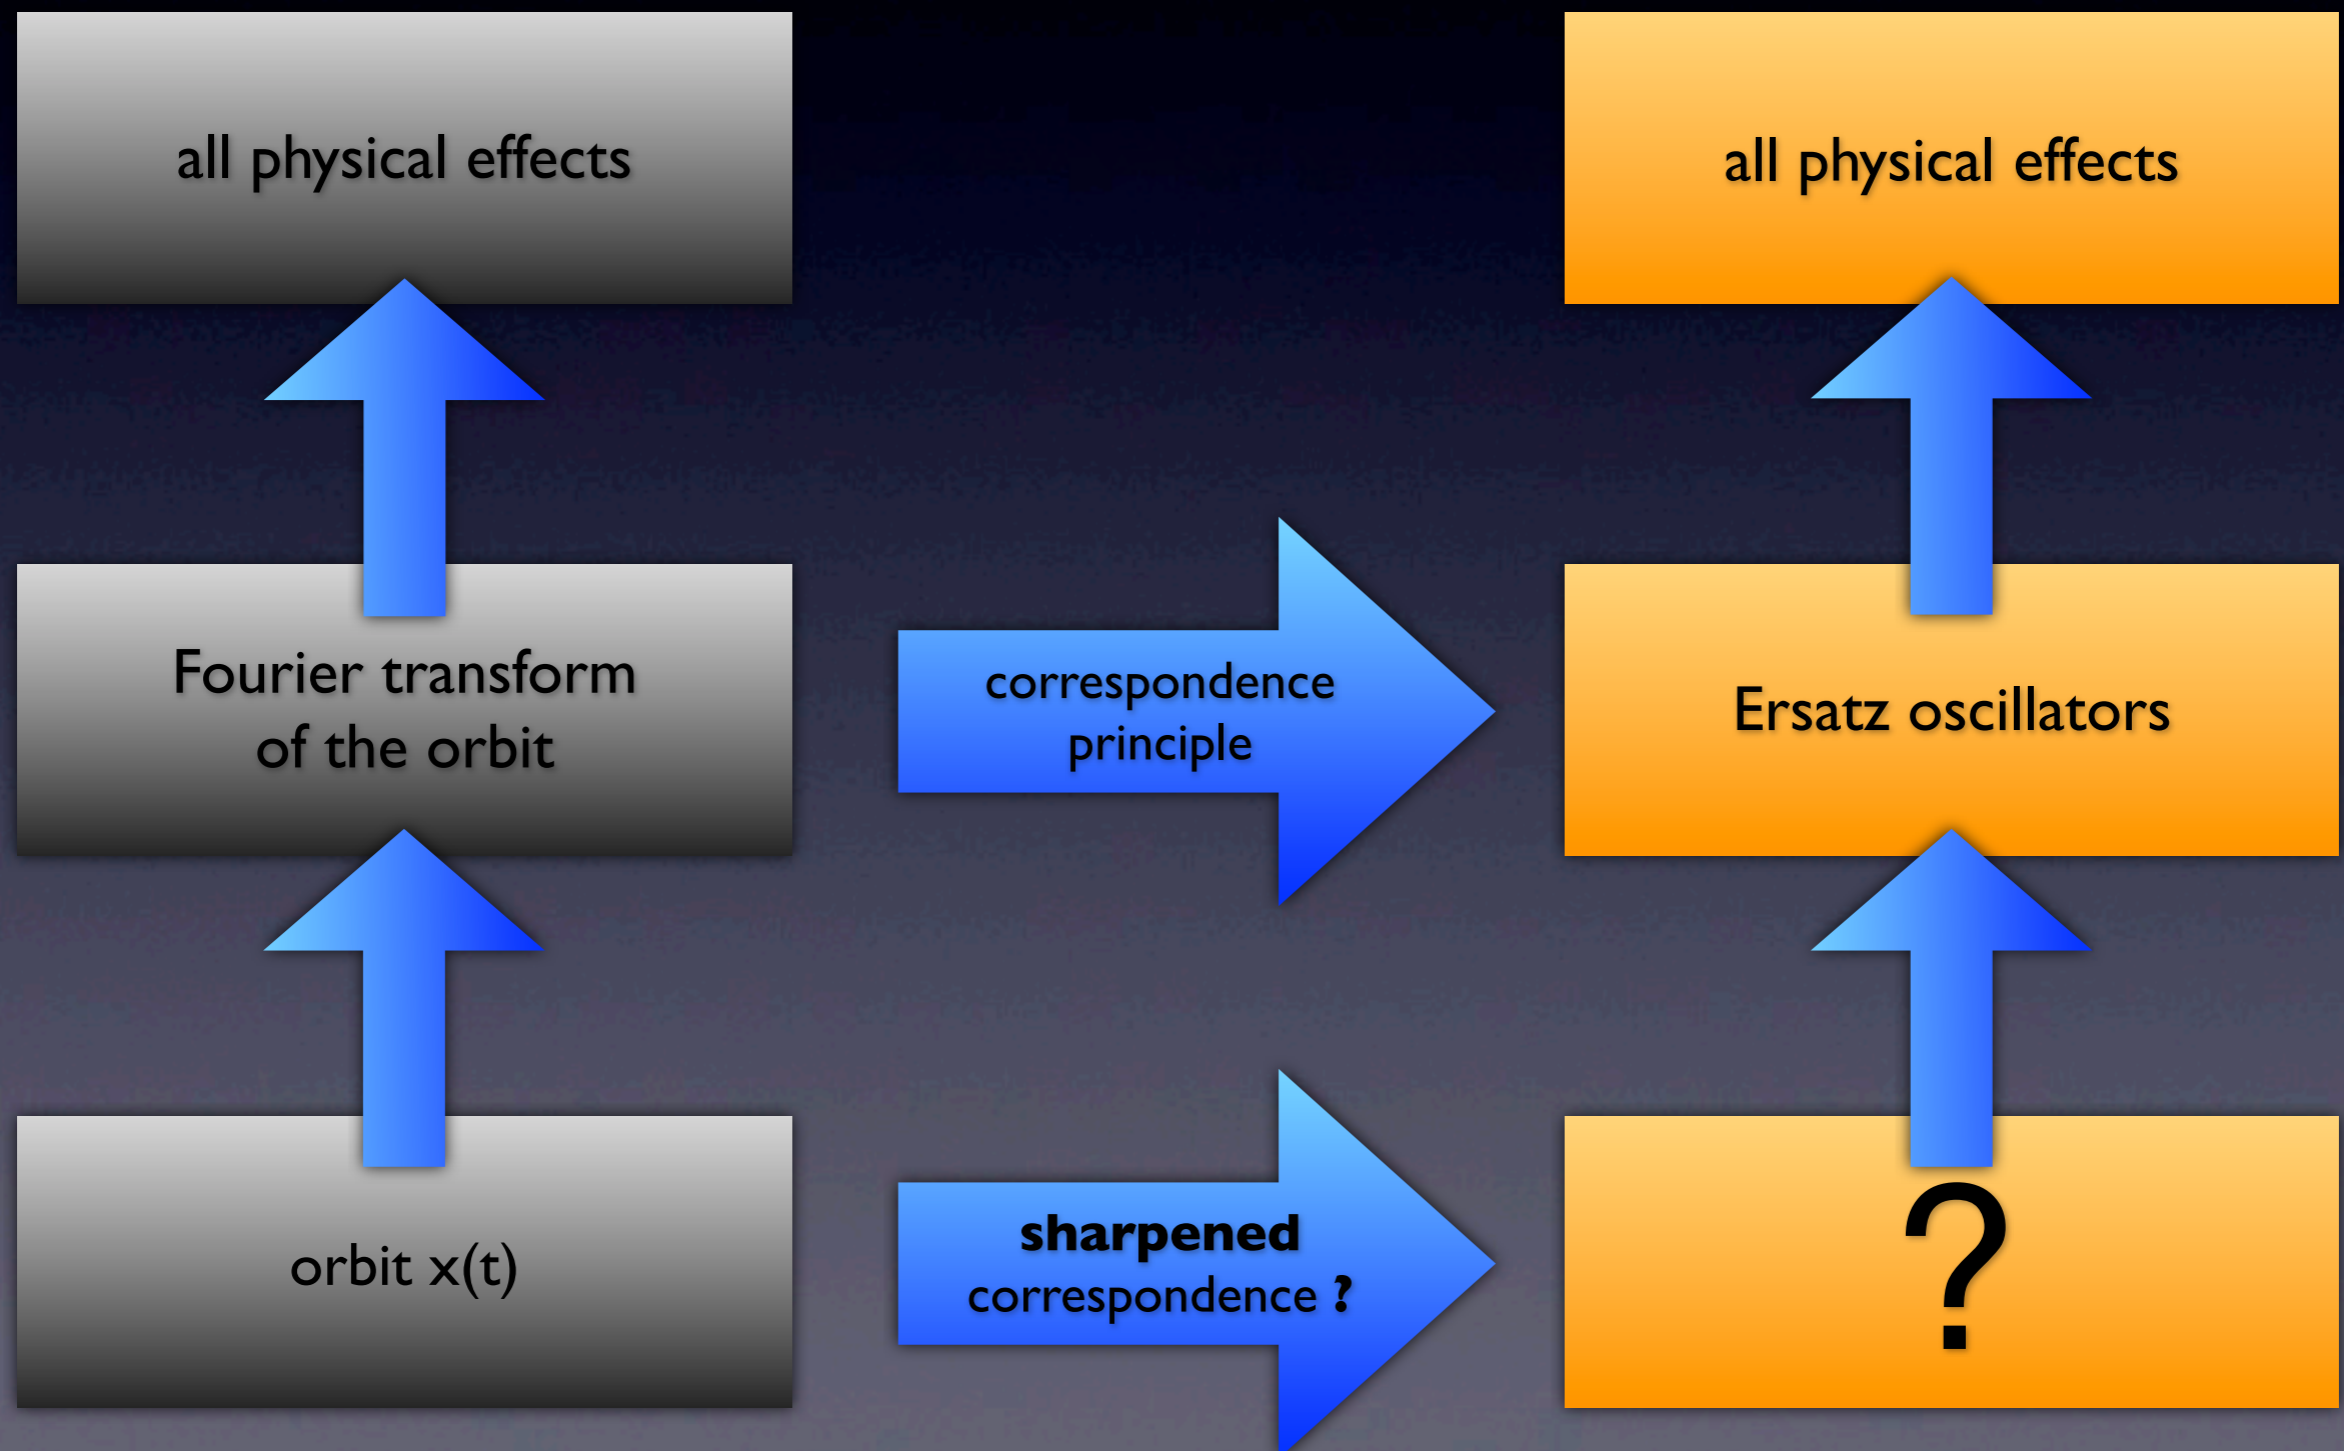 all physical effects
all physical effects
Fourier transform
of the orbit
correspondence
principle
Ersatz oscillators
orbit x(t)
sharpened
correspondence ?
?